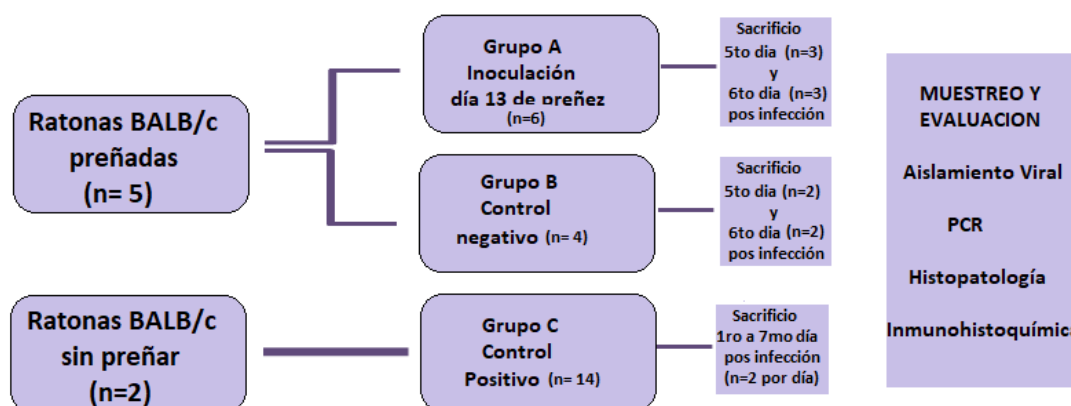 Ratonas BALB/c
preñadas
(n= 5)
Grupo A
Inoculación
día 13 de preñez
(n=6)
Sacrificio
5to dia (n=3)
y
6to dia (n=3)
pos infección
Grupo B
Control
negativo (n= 4)
Sacrificio
5to dia (n=2)
y
6to dia (n=2)
pos infección
Ratonas BALB/c
sin preñar
(n=2)
Grupo C
Control
Positivo (n= 14)
Sacrificio
1ro a 7mo día
pos infección
(n=2 por día)
MUESTREO Y
EVALUACION
Aislamiento Viral
PCR
Histopatología
Inmunohistoquímica